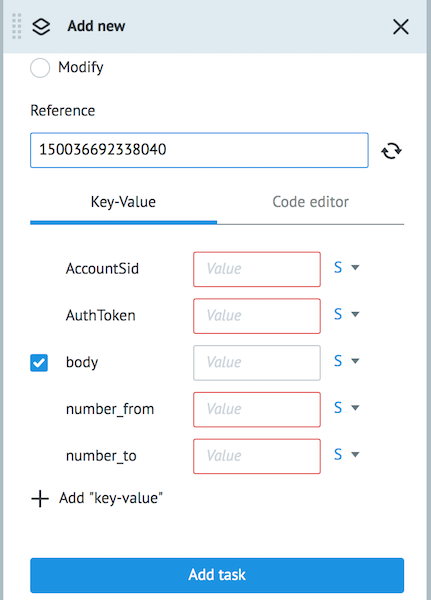 Add new
Modify
Reference
150036692338040
Key-Value Code editor
AccountSid Value S
AuthToken Value S
body Value S
number_from Value S
number_to Value S
Add "key-value"
Add task